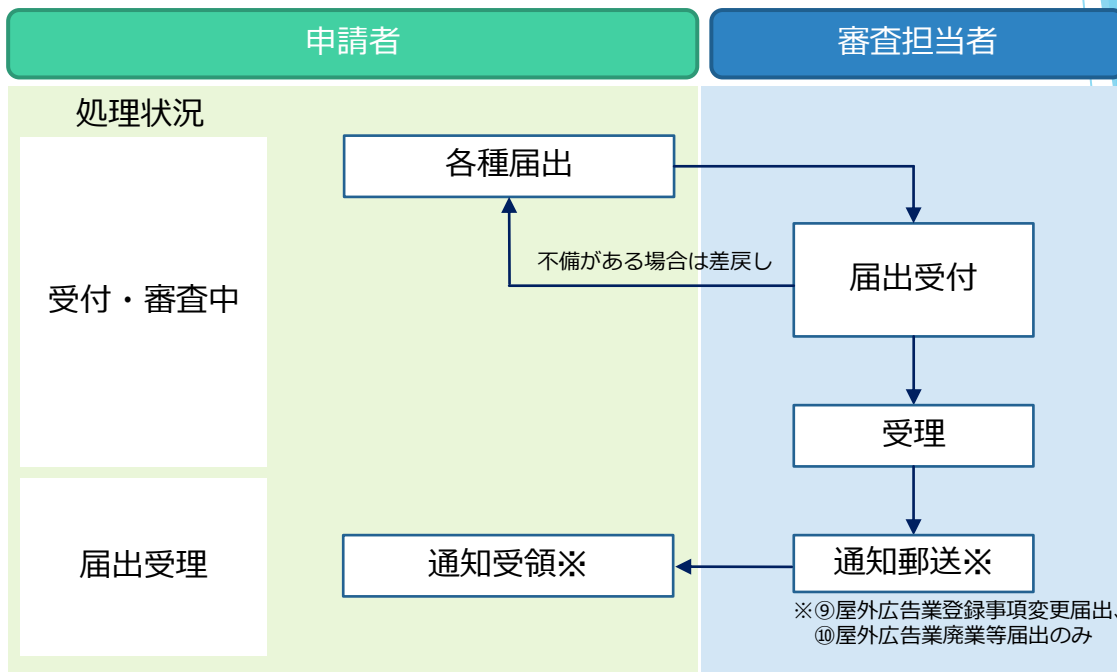 申請者
審査担当者
処理状況
各種届出
不備がある場合は差戻し
届出受付
受付・審査中
受理
届出受理
通知受領※
通知郵送※
※⑨屋外広告業登録事項変更届出、
⑩屋外広告業廃業等届出のみ